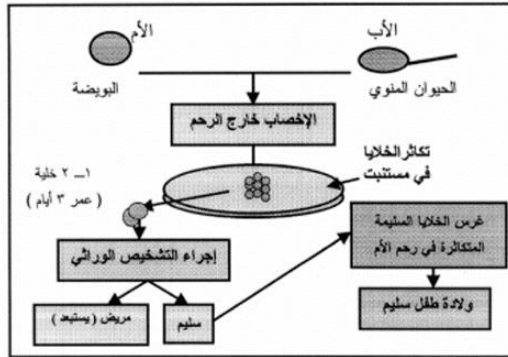 الأم
الأب
البويضة
الحيوان المنوي
الإخصاب خارج الرحم
تكاثر الخلايا
في مستنبت
١ــ ٢ خلية
( عمر ٣ أيام )
إجراء التشخيص الوراثي
غرس الخلايا السليمة
المتكاثرة في رحم الأم
مريض ( يستبعد )
سليم
ولادة طفل سليم